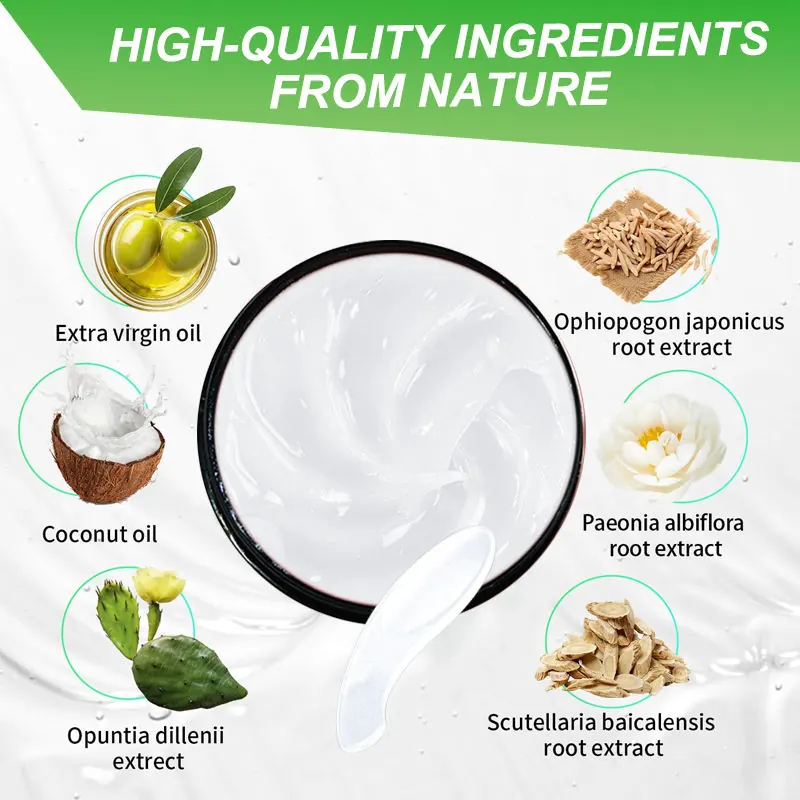 HIGH-QUALITY INGREDIENTS
FROM NATURE
Extra virgin oil
Ophiopogon japonicus
root extract
Coconut oil
Paeonia albiflora
root extract
Opuntia dillenii
extrect
Scutellaria baicalensis
root extract